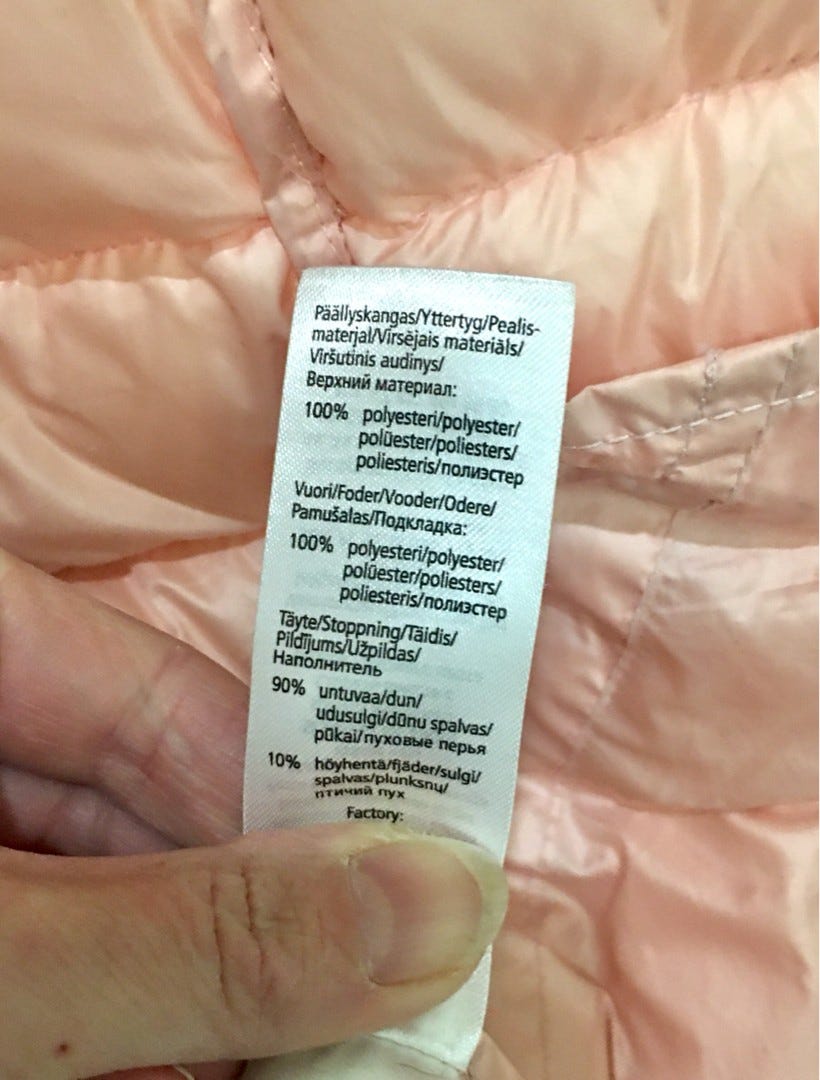 Päällyskangas/Yttertyg/Pealis-
materjal/Virsējais materiāls/
Viršutinis audinys/
Верхний материал:
100% polyesteri/polyester/
polüester/poliesters/
poliesteris/полиэстер
Vuori/Foder/Vooder/Odere/
Pamušalas/Подкладка:
100% polyesteri/polyester/
polüester/poliesters/
poliesteris/полиэстер
Täyte/Stoppning/Täidis/
Pildījums/Užpildas/
Наполнитель
90% untuvaa/dun/
udusulgi/dūnu spalvas/
pūkai/пуховые перья
10% höyhentä/fjäder/sulgi/
spalvas/plunksnų/
птичий пух
Factory: